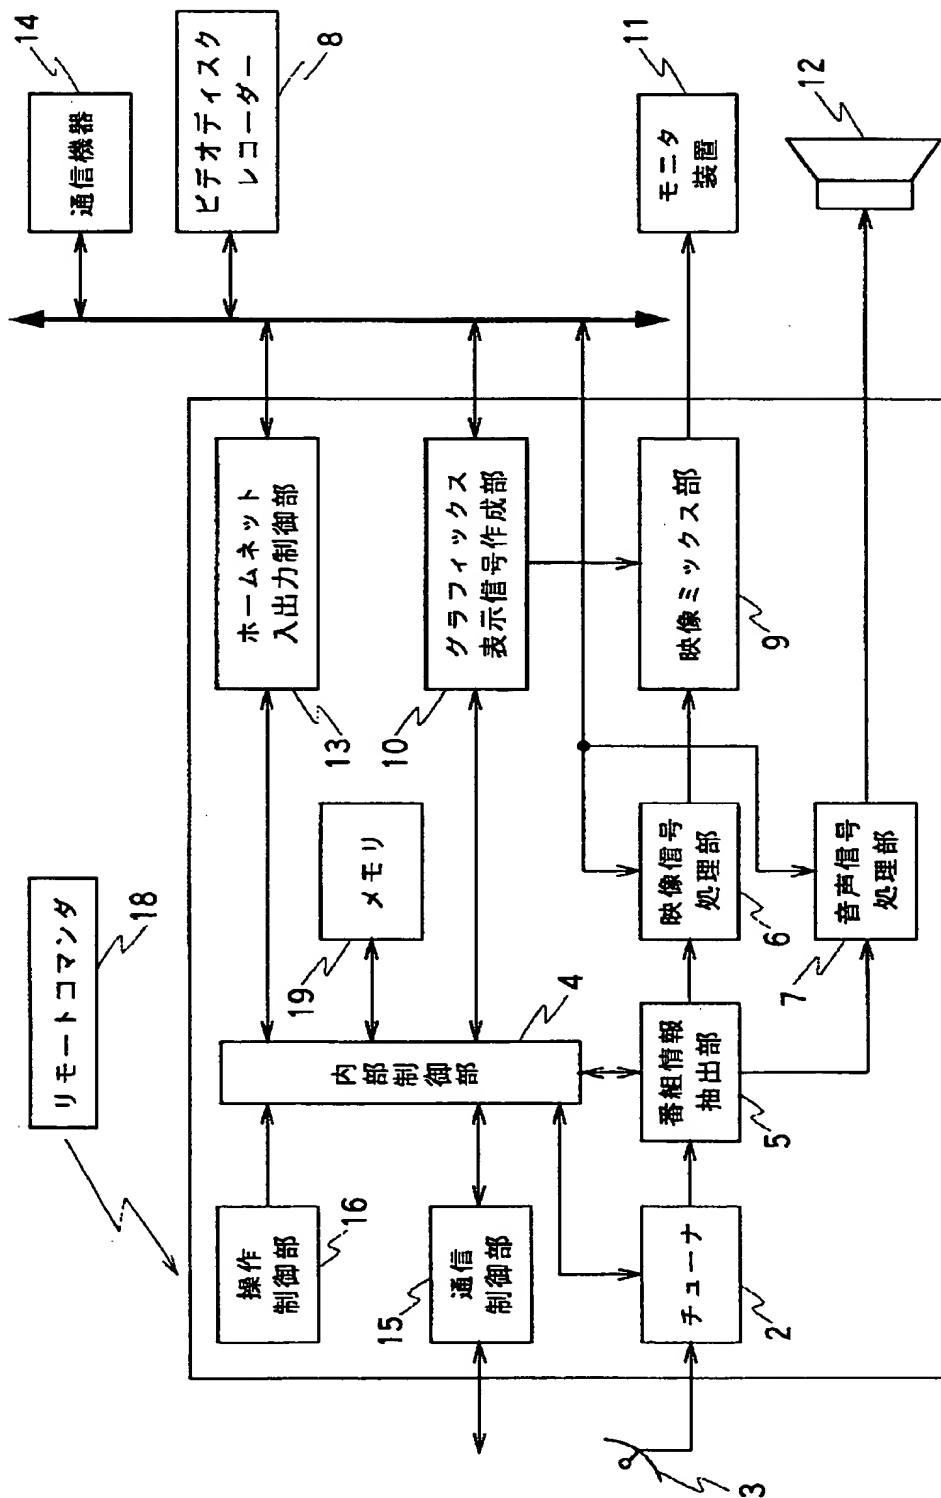 リモートコマンダ
18
通信機器
14
ビデオディスク
レコーダー
8
操作
制御部
16
ホームネット
入出力制御部
13
メモリ
19
内部制御部
4
通信
制御部
15
グラフィックス
表示信号作成部
10
チューナ
2
番組情報
抽出部
5
映像信号
処理部
6
映像ミックス部
9
モニタ
装置
11
音声信号
処理部
7
12
3